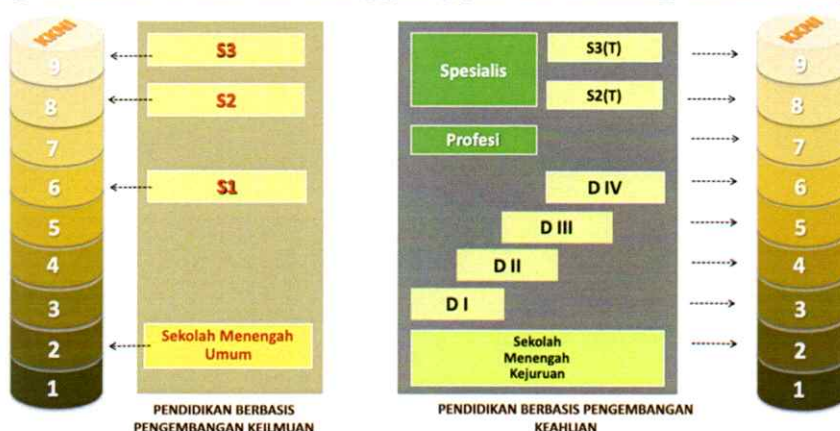 KKNI
9
8
7
6
5
4
3
2
1
S3
S2
S1
Sekolah Menengah
Umum
PENDIDIKAN BERBASIS
PENGEMBANGAN KEILMUAN
Spesialis
Profesi
S3(T)
S2(T)
D IV
D III
D II
D I
Sekolah
Menengah
Kejuruan
PENDIDIKAN BERBASIS PENGEMBANGAN
KEAHLIAN
KKNI
9
8
7
6
5
4
3
2
1